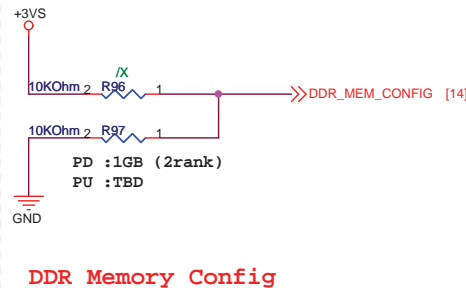 +3VS
/X
10KOhm 2 R96 1
DDR_MEM_CONFIG [14]
10KOhm 2 R97 1
PD :1GB (2rank)
PU :TBD
GND
DDR Memory Config